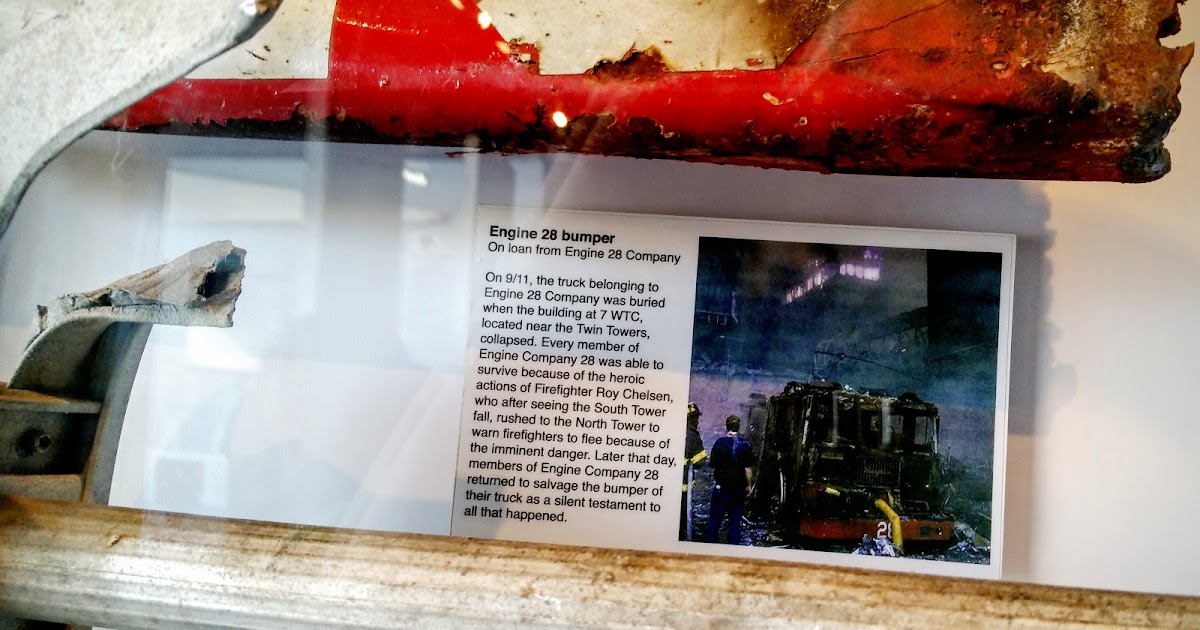 Engine 28 bumper
On loan from Engine 28 Company
On 9/11, the truck belonging to
Engine 28 Company was buried
when the building at 7 WTC,
located near the Twin Towers,
collapsed. Every member of
Engine Company 28 was able to
survive because of the heroic
actions of Firefighter Roy Chelsen,
who after seeing the South Tower
fall, rushed to the North Tower to
warn firefighters to flee because of
the imminent danger. Later that day,
members of Engine Company 28
returned to salvage the bumper of
their truck as a silent testament to
all that happened.